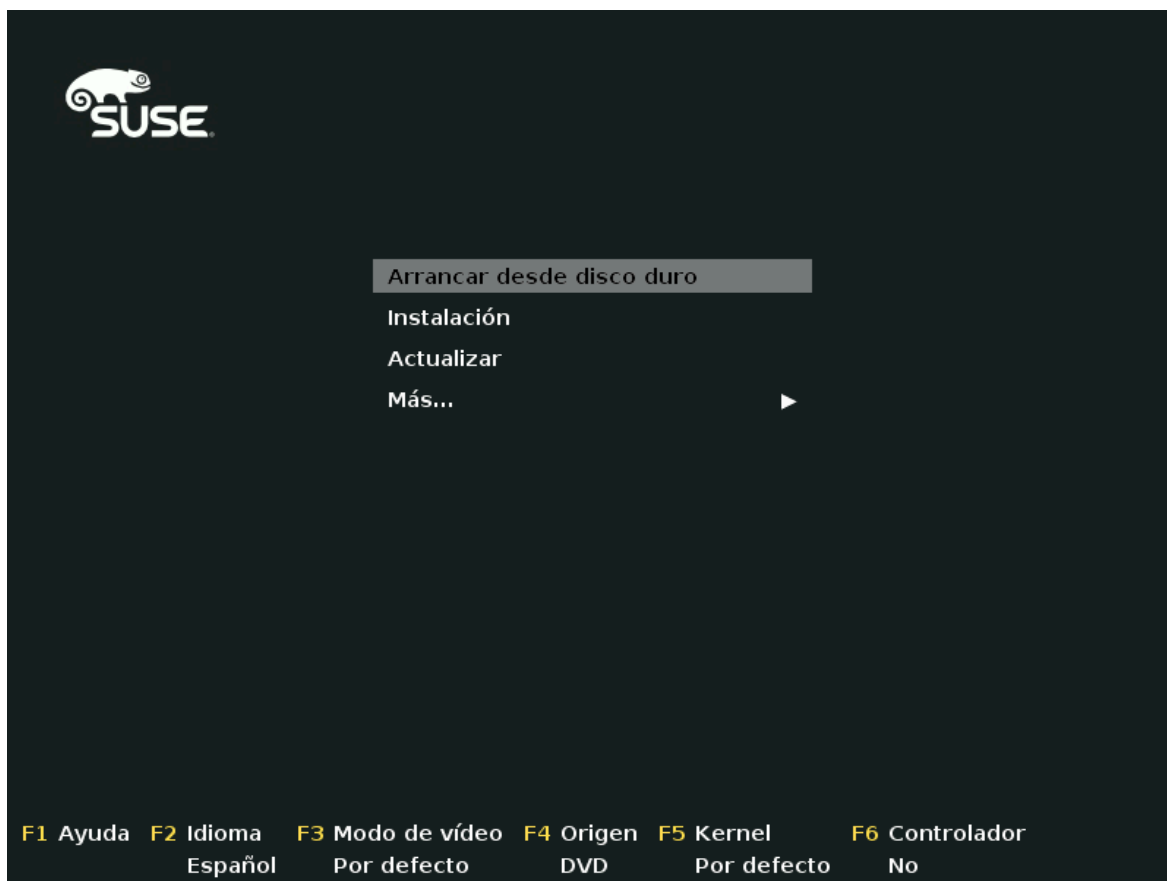 SUSE
Arrancar desde disco duro
Instalación
Actualizar
Más...
F1 Ayuda F2 Idioma F3 Modo de vídeo F4 Origen F5 Kernel F6 Controlador
Español Por defecto DVD Por defecto No